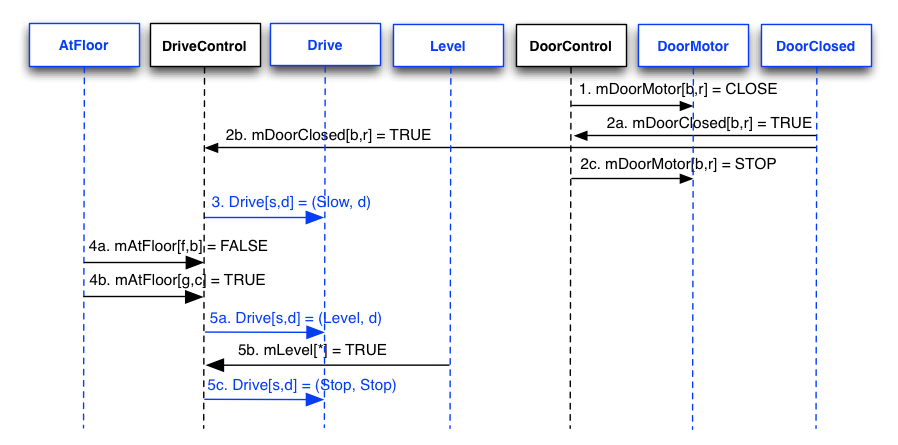 AtFloor
DriveControl
Drive
Level
DoorControl
DoorMotor
DoorClosed
1. mDoorMotor[b,r] = CLOSE
2a. mDoorClosed[b,r] = TRUE
2b. mDoorClosed[b,r] = TRUE
2c. mDoorMotor[b,r] = STOP
3. Drive[s,d] = (Slow, d)
4a. mAtFloor[f,b] = FALSE
4b. mAtFloor[g,c] = TRUE
5a. Drive[s,d] = (Level, d)
5b. mLevel[*] = TRUE
5c. Drive[s,d] = (Stop, Stop)